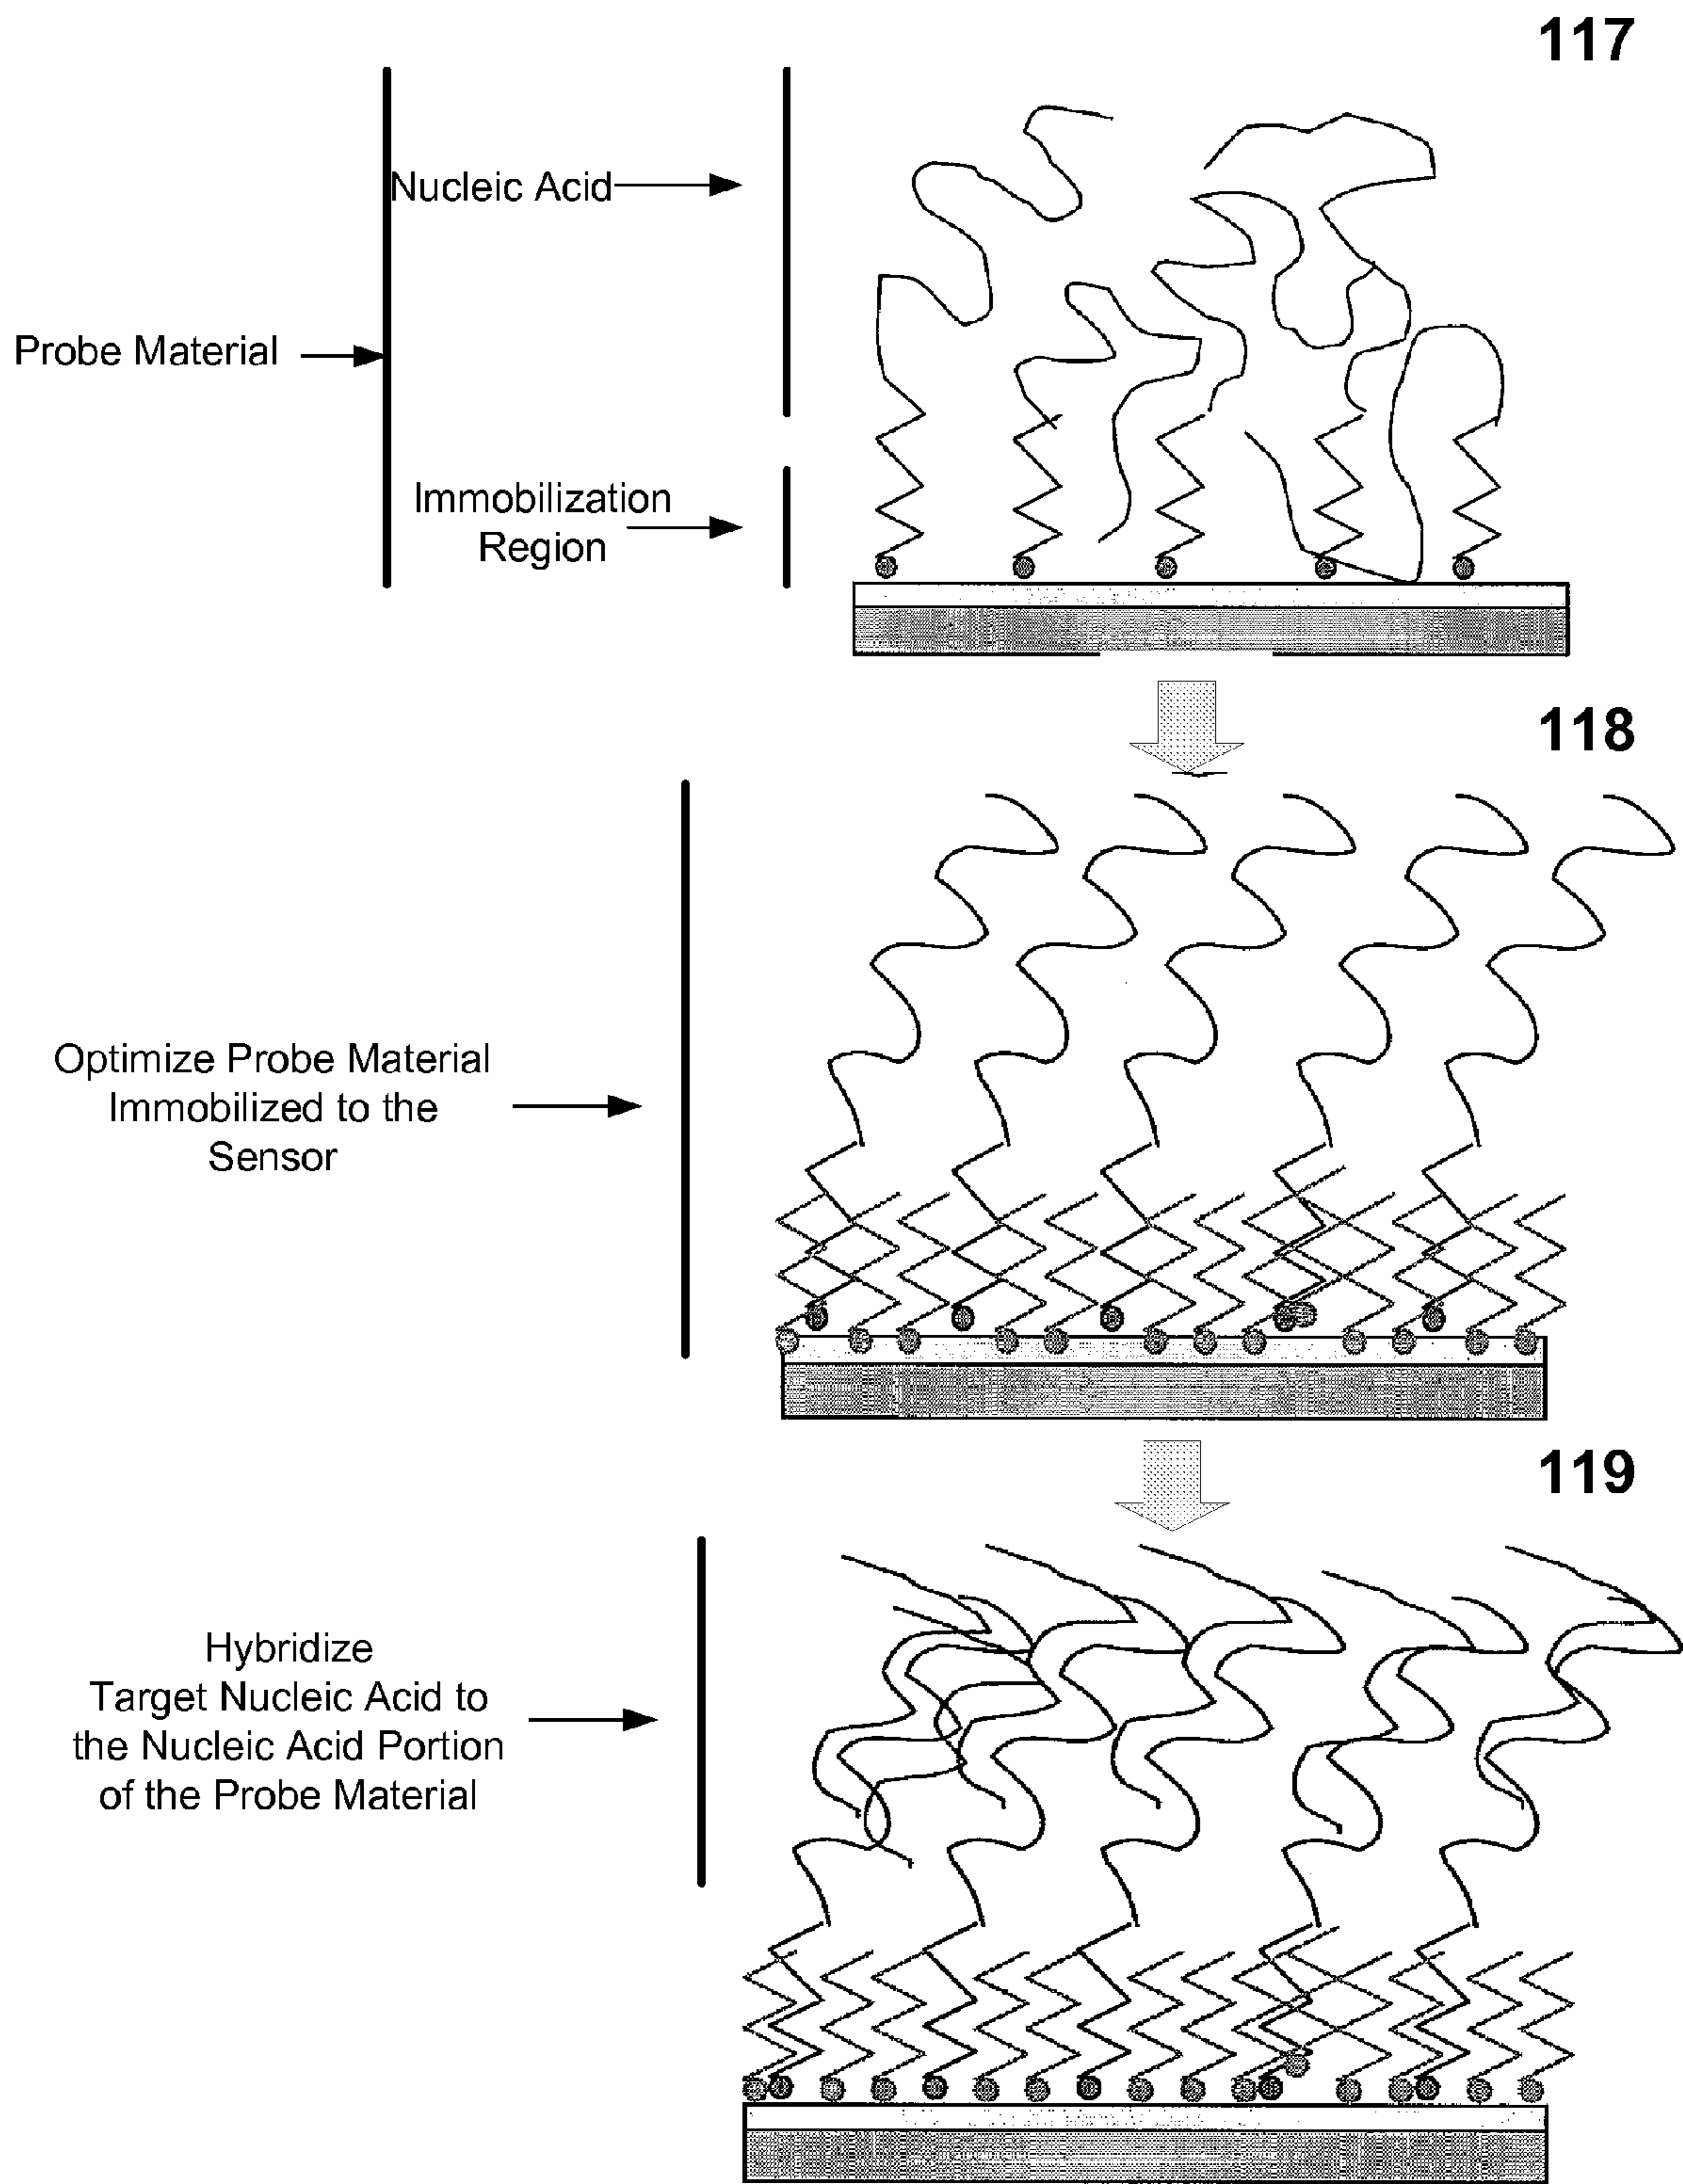 117
Nucleic Acid
Probe Material
Immobilization
Region
118
Optimize Probe Material
Immobilized to the
Sensor
119
Hybridize
Target Nucleic Acid to
the Nucleic Acid Portion
of the Probe Material